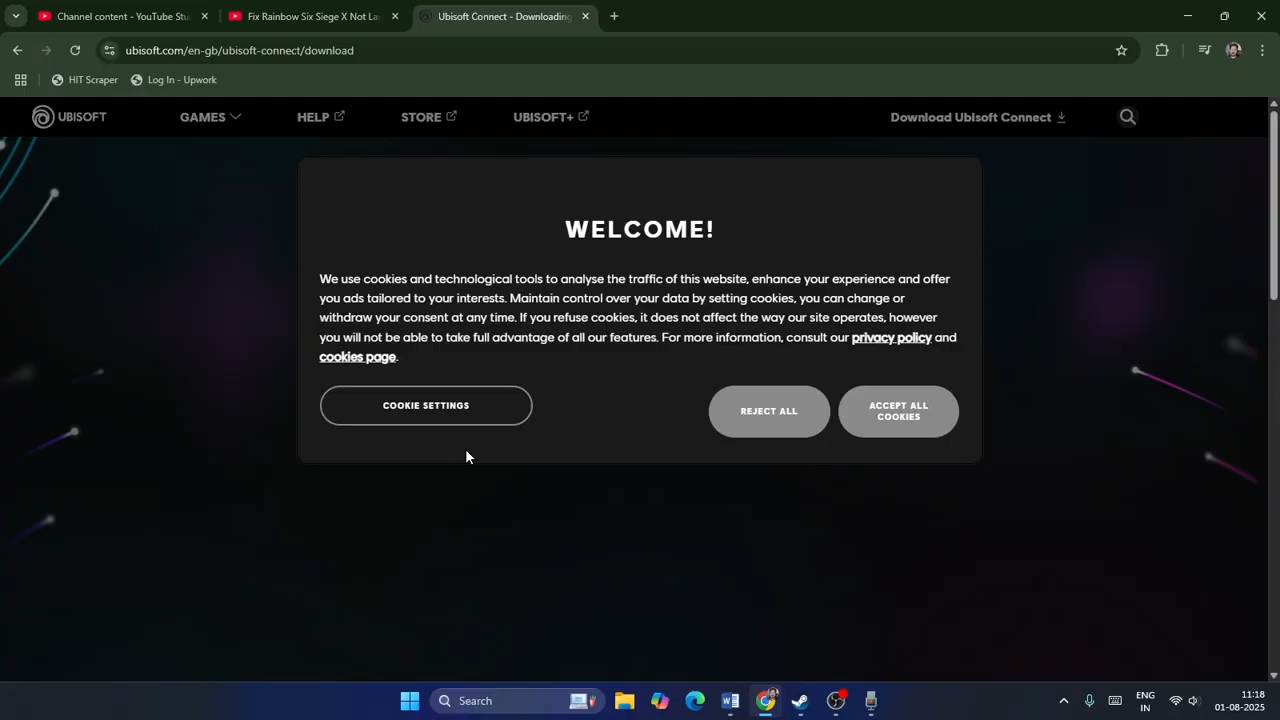 Channel content - YouTube Stu
Fix Rainbow Six Siege X Not La
Ubisoft Connect - Downloading
ubisoft.com/en-gb/ubisoft-connect/download
HIT Scraper
Log In - Upwork
UBISOFT
GAMES
HELP
STORE
UBISOFT+
Download Ubisoft Connect
WELCOME!
We use cookies and technological tools to analyse the traffic of this website, enhance your experience and offer
you ads tailored to your interests. Maintain control over your data by setting cookies, you can change or
withdraw your consent at any time. If you refuse cookies, it does not affect the way our site operates, however
you will not be able to take full advantage of all our features. For more information, consult our privacy policy and
cookies page.
COOKIE SETTINGS
REJECT ALL
ACCEPT ALL
COOKIES
Search
ENG
IN
11:18
01-08-2025